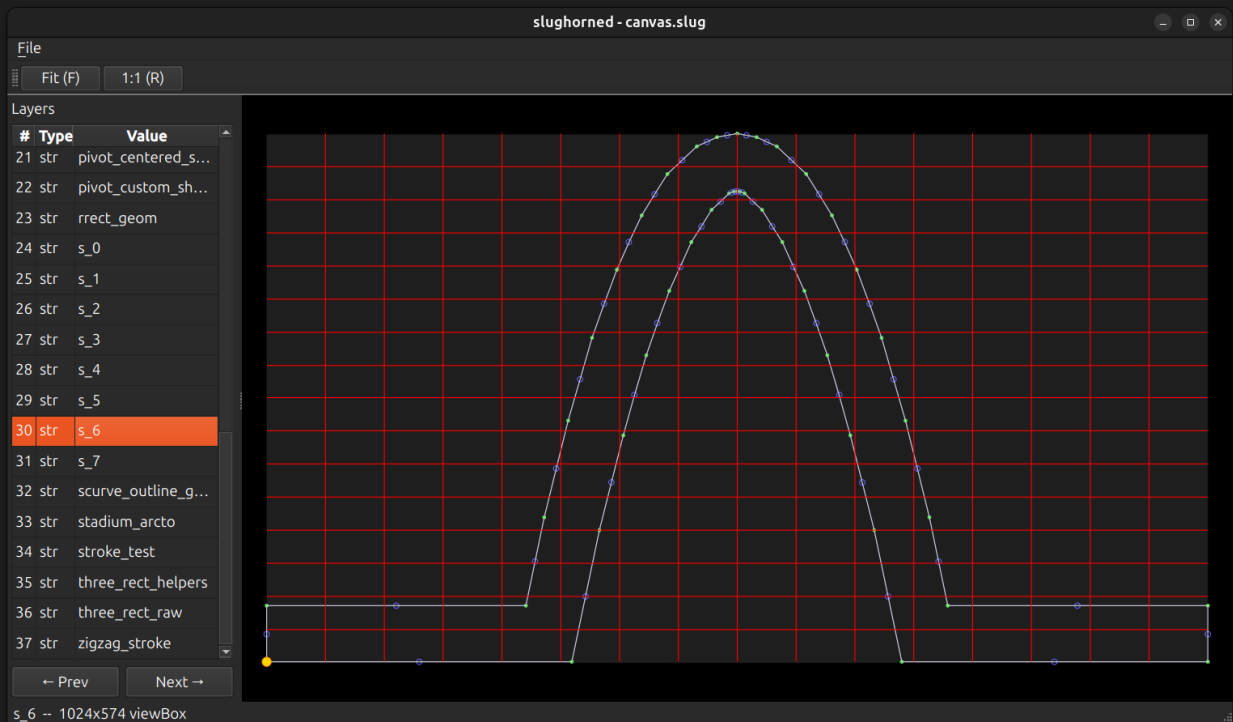 slughorned - canvas.slug
File
Fit (F) 1:1 (R)
Layers
# Type Value
21 str pivot_centered_s...
22 str pivot_custom_sh...
23 str rrect_geom
24 str s_0
25 str s_1
26 str s_2
27 str s_3
28 str s_4
29 str s_5
30 str s_6
31 str s_7
32 str scurve_outline_g...
33 str stadium_arcto
34 str stroke_test
35 str three_rect_helpers
36 str three_rect_raw
37 str zigzag_stroke
← Prev Next →
s_6 -- 1024x574 viewBox